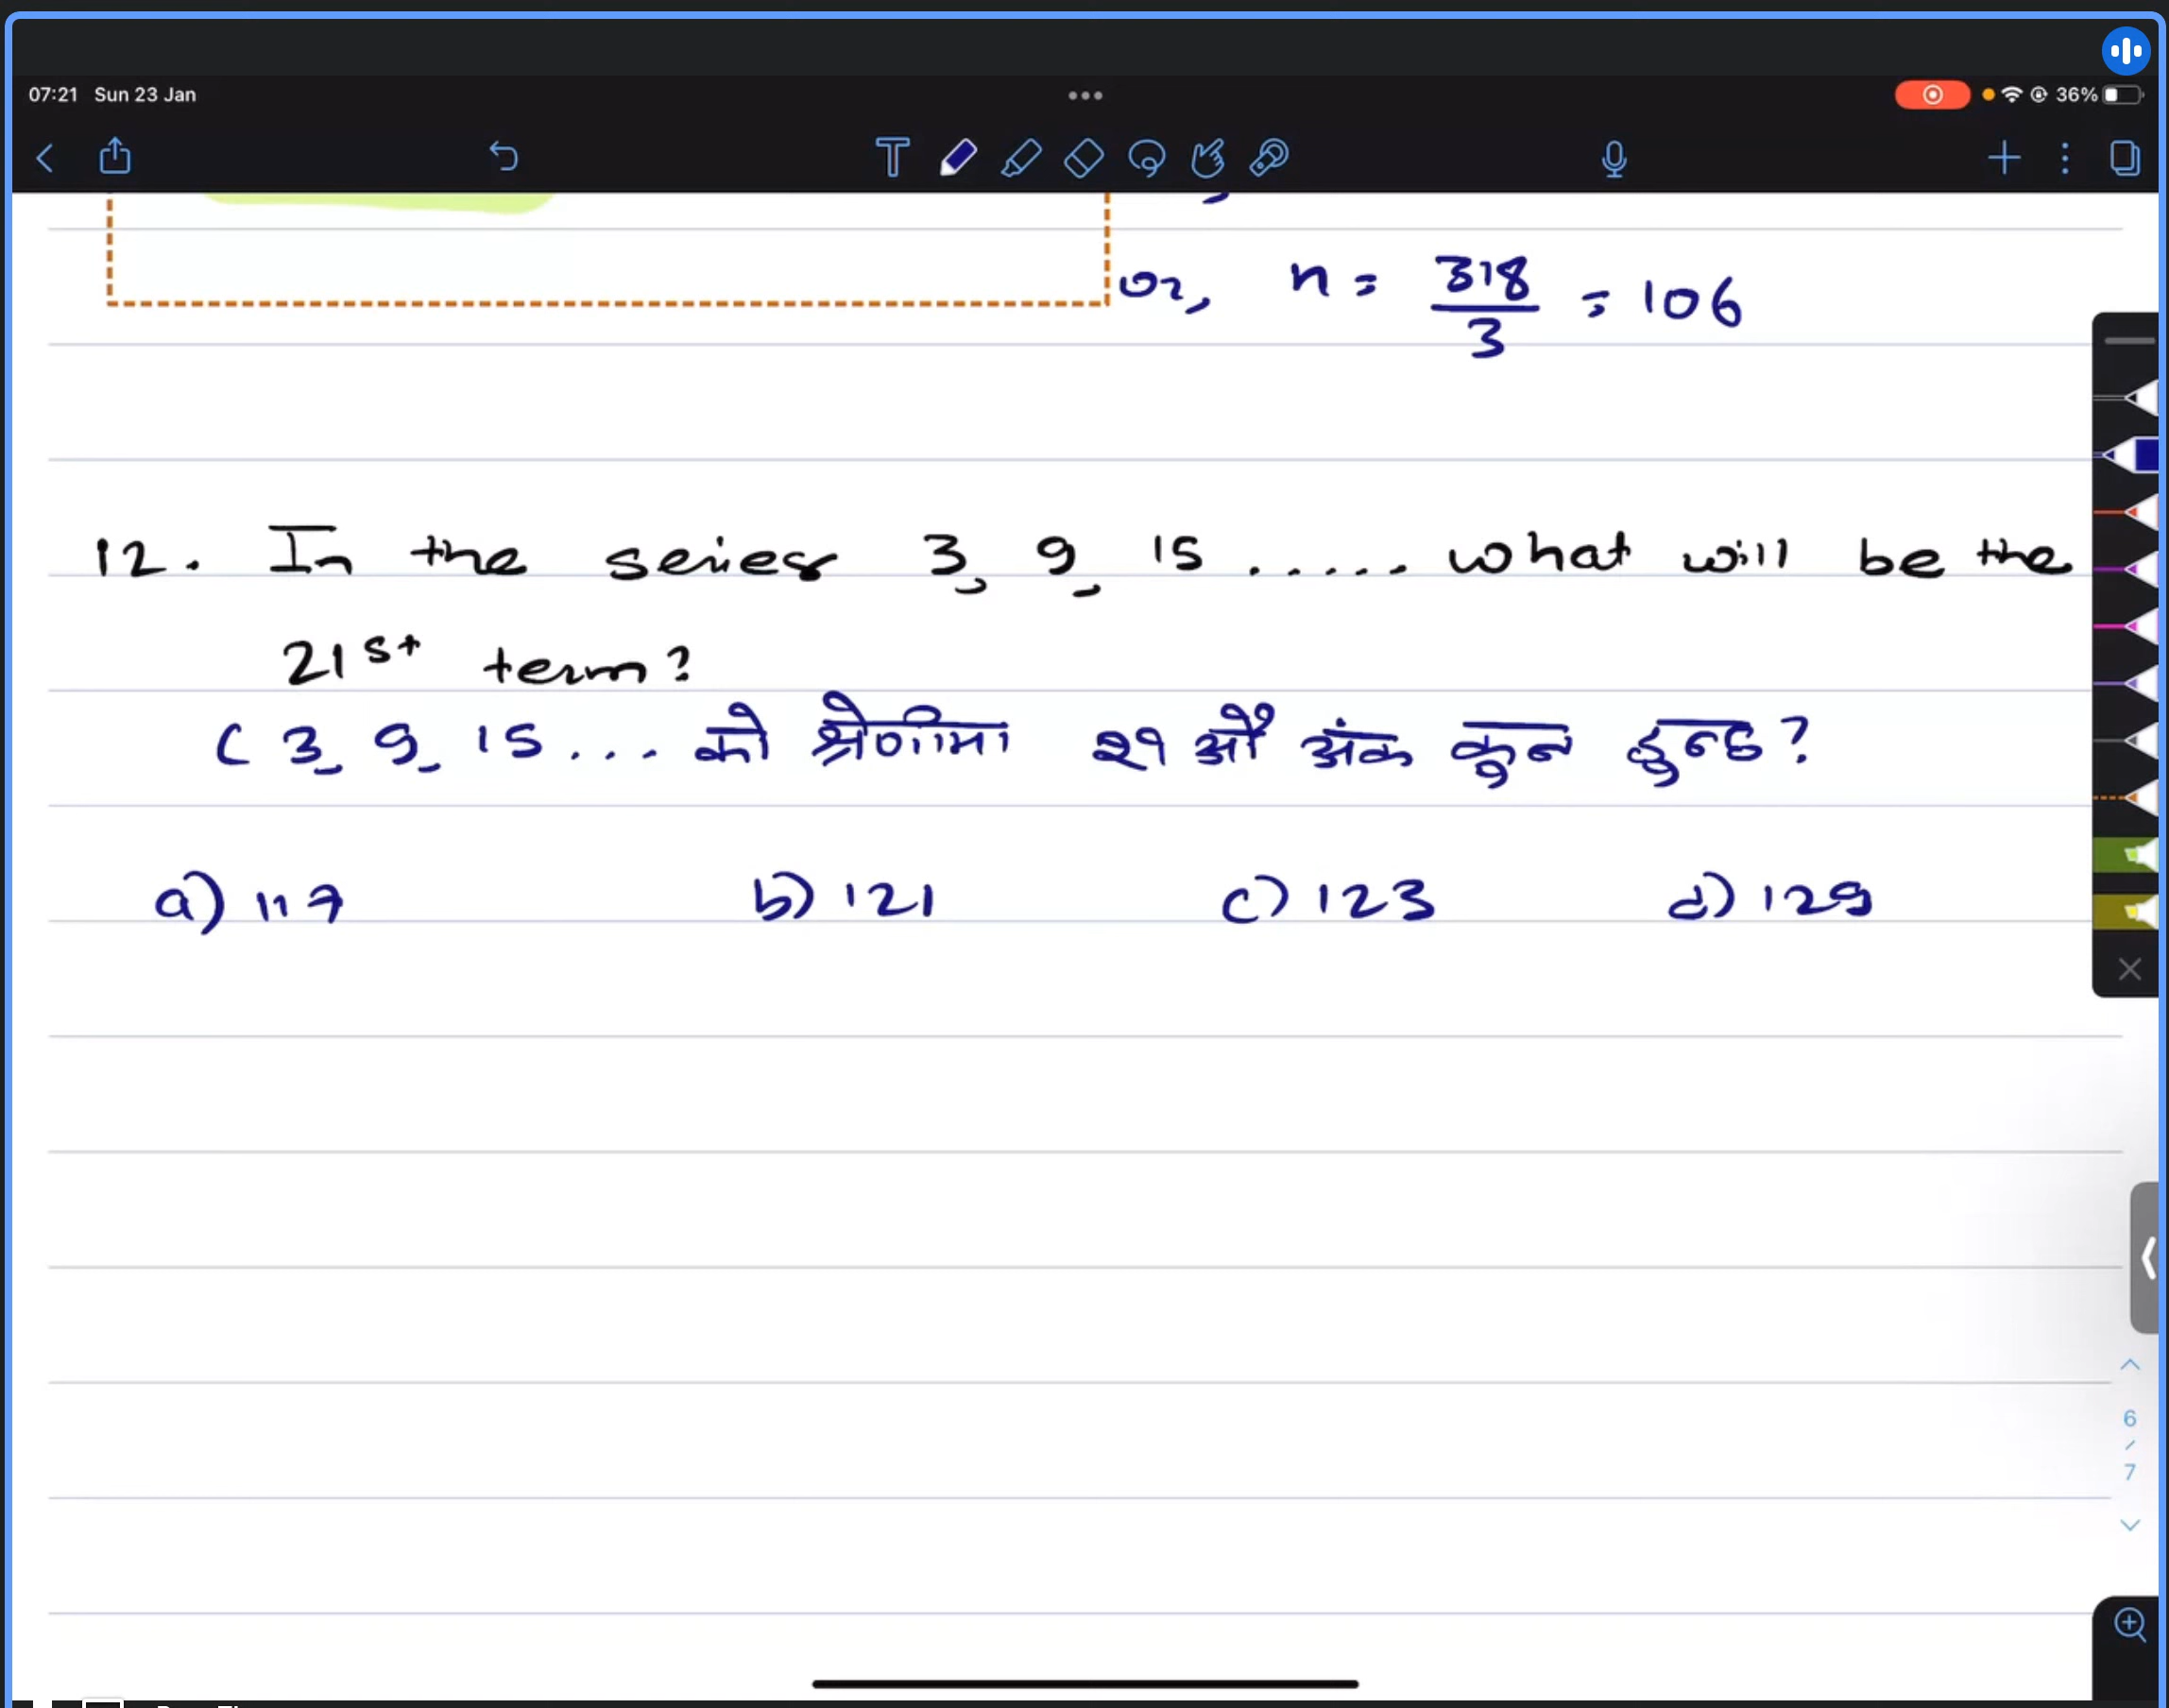 07:21 Sun 23 Jan
36%
or, n = 318/3 = 106
12. In the series 3, 9, 15 ..... what will be the
21st term?
( 3, 9, 15 ... को श्रेणीमा २१ औं अंक कुन हुन्छ?
a) 117 b) 121 c) 123 d) 129
6
/
7